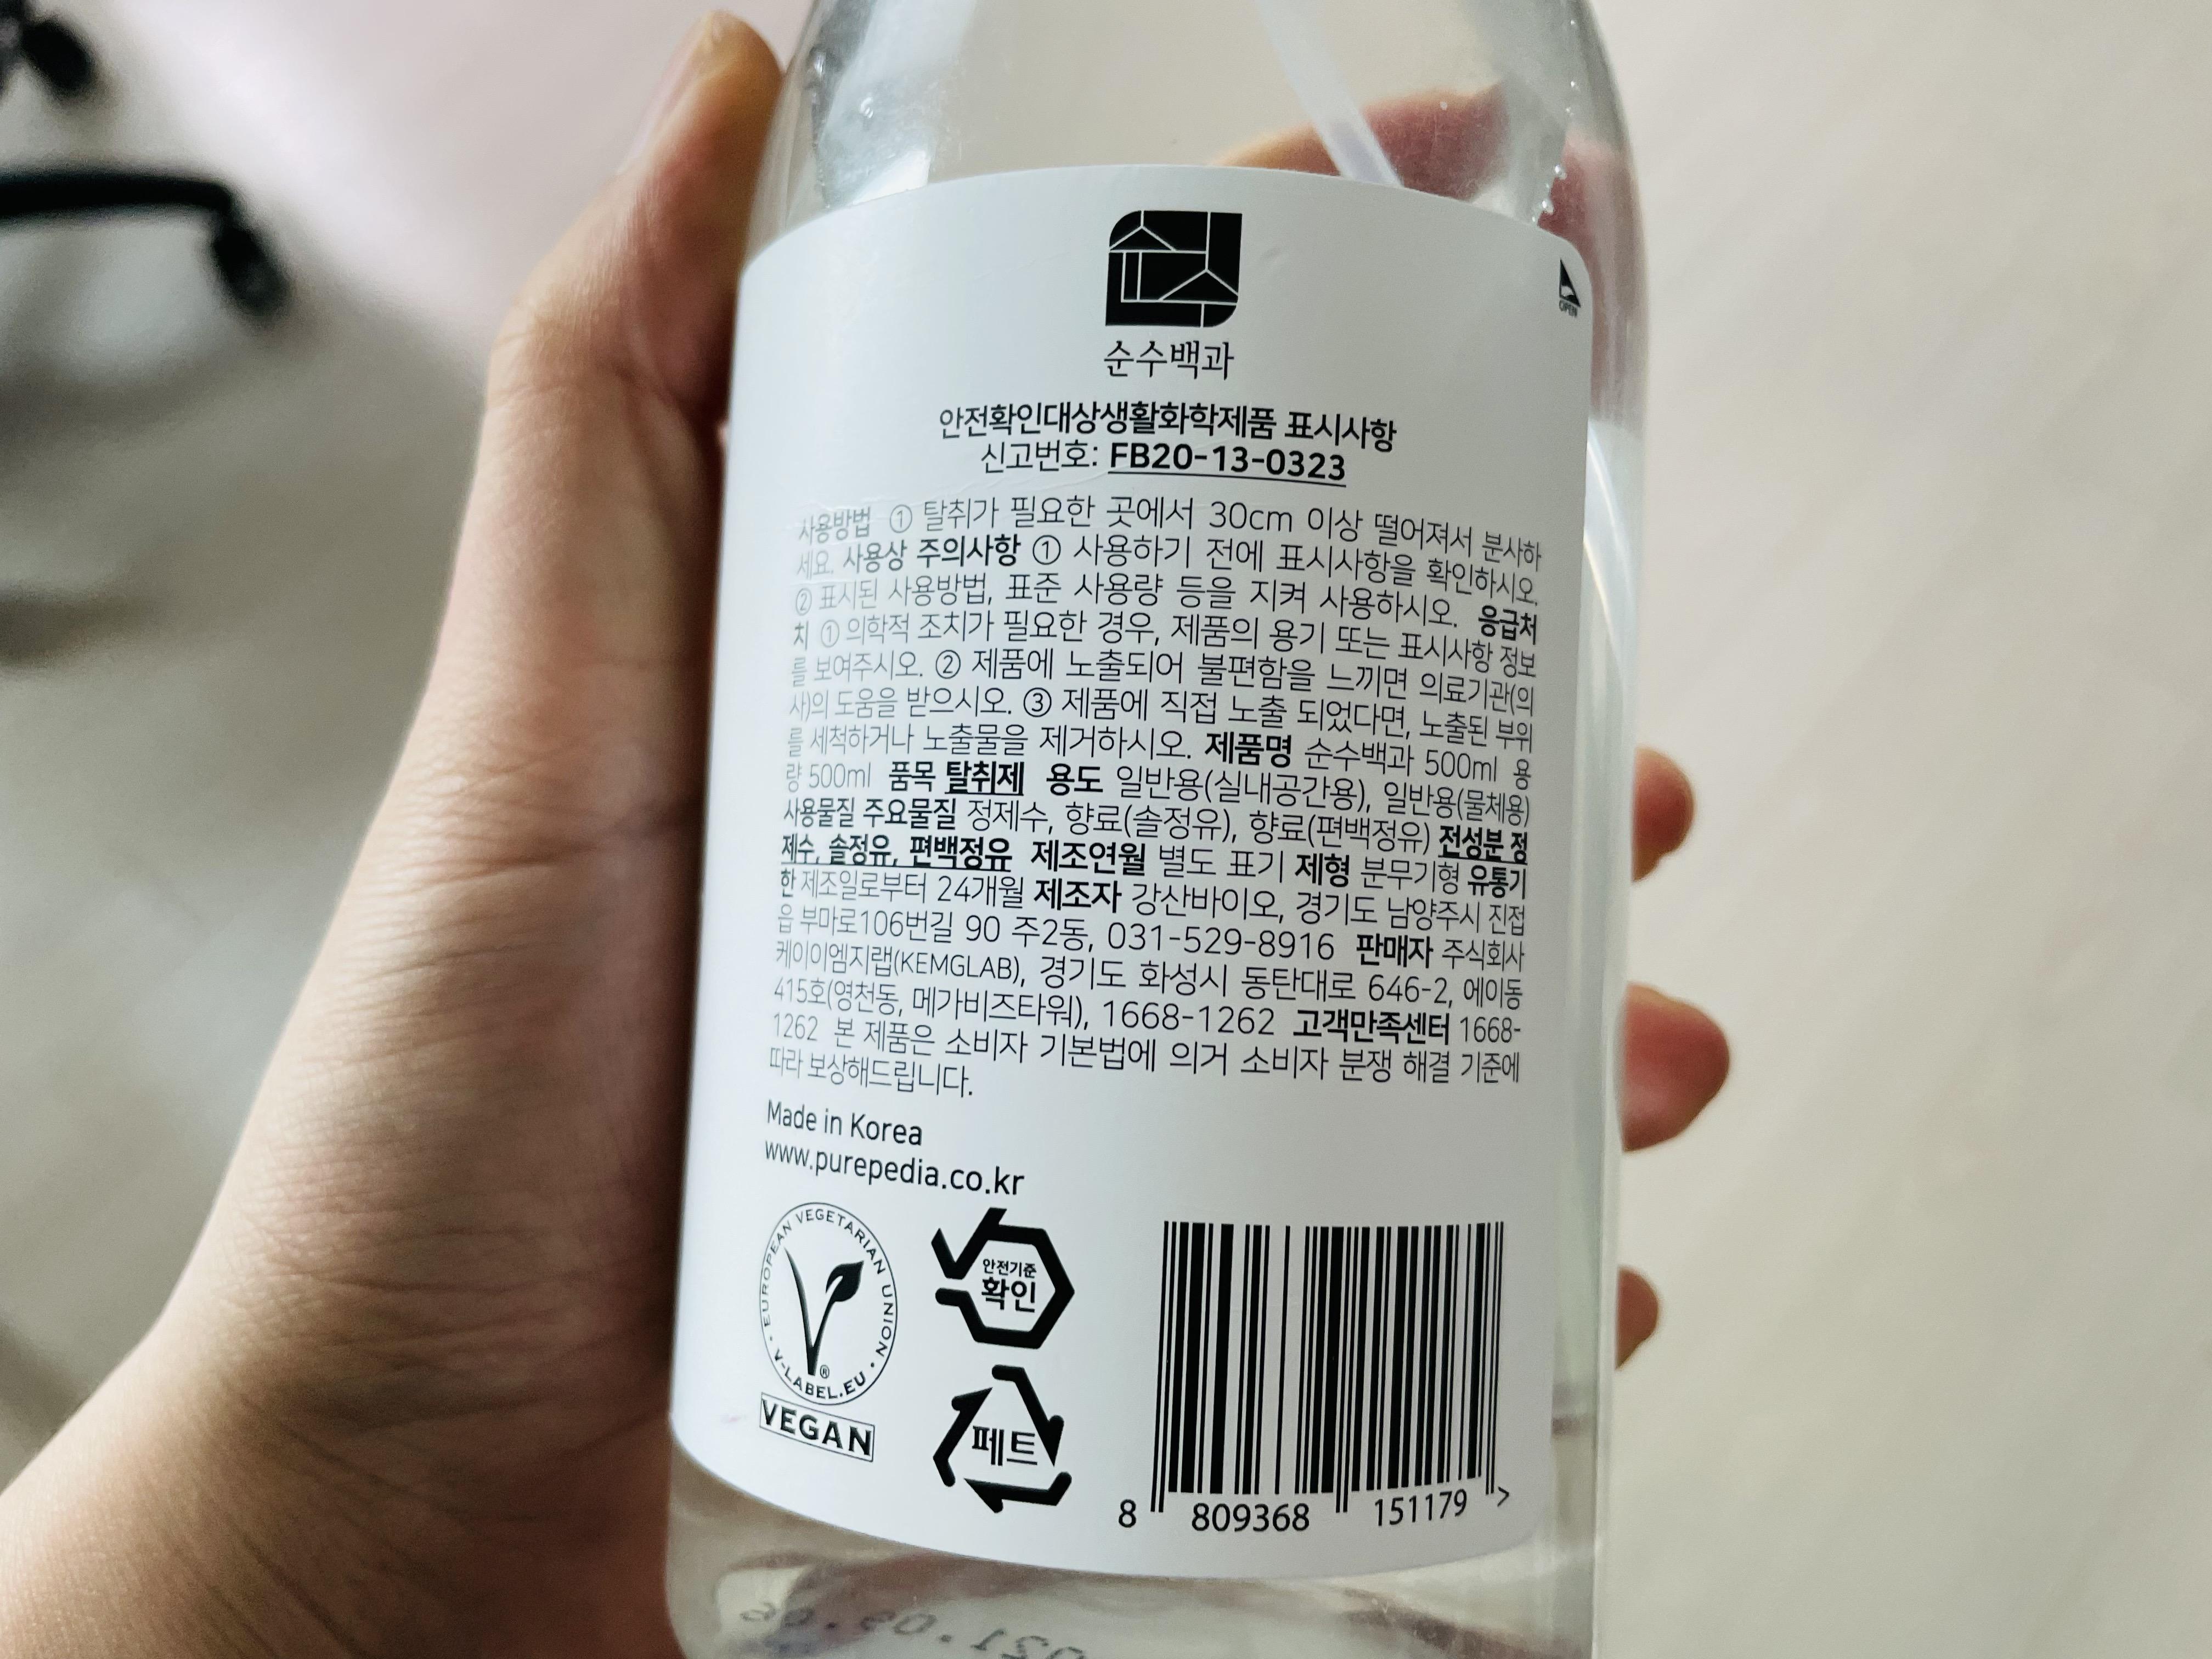 순수백과
안전확인대상생활화학제품 표시사항
신고번호: FB20-13-0323
사용방법 ① 탈취가 필요한 곳에서 30cm 이상 떨어져서 분사하
세요. 사용상 주의사항 ① 사용하기 전에 표시사항을 확인하시오.
② 표시된 사용방법, 표준 사용량 등을 지켜 사용하시오. 응급처
치 ① 의학적 조치가 필요한 경우, 제품의 용기 또는 표시사항 정보
를 보여주시오. ② 제품에 노출되어 불편함을 느끼면 의료기관(의
사)의 도움을 받으시오. ③ 제품에 직접 노출 되었다면, 노출된 부위
를 세척하거나 노출물을 제거하시오. 제품명 순수백과 500ml 용
량 500ml 품목 탈취제 용도 일반용(실내공간용), 일반용(물체용)
사용물질 주요물질 정제수, 향료(솔정유), 향료(편백정유) 전성분 정
제수, 솔정유, 편백정유 제조연월 별도 표기 제형 분무기형 유통기
한 제조일로부터 24개월 제조자 강산바이오, 경기도 남양주시 진접
읍 부마로106번길 90 주2동, 031-529-8916 판매자 주식회사
케이이엠지랩(KEMGLAB), 경기도 화성시 동탄대로 646-2, 에이동
415호(영천동, 메가비즈타워), 1668-1262 고객만족센터 1668-
1262 본 제품은 소비자 기본법에 의거 소비자 분쟁 해결 기준에
따라 보상해드립니다.
Made in Korea
www.purepedia.co.kr
EUROPEAN VEGETARIAN UNION
V-LABEL.EU
VEGAN
안전기준
확인
페트
8 809368 151179 >
OPEN